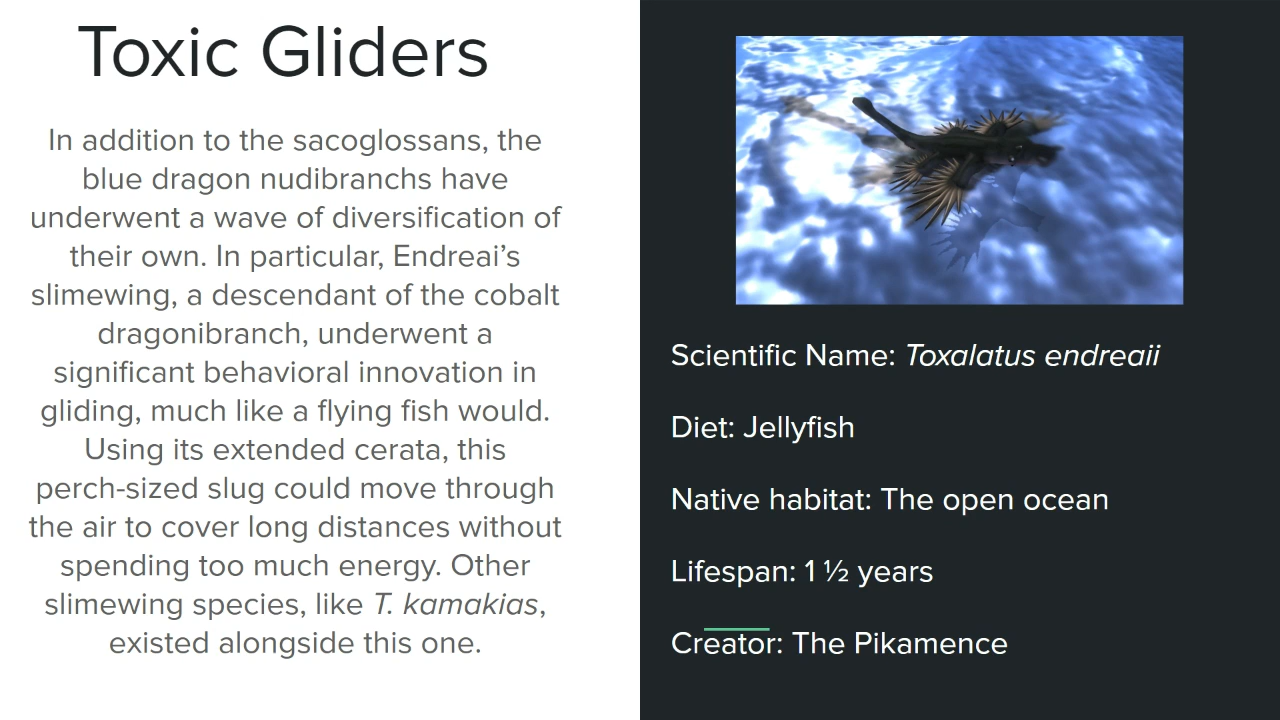 Toxic Gliders
In addition to the sacoglossans, the
blue dragon nudibranchs have
underwent a wave of diversification of
their own. In particular, Endreai’s
slimewing, a descendant of the cobalt
dragonibranch, underwent a
significant behavioral innovation in
gliding, much like a flying fish would.
Using its extended cerata, this
perch-sized slug could move through
the air to cover long distances without
spending too much energy. Other
slimewing species, like T. kamakias,
existed alongside this one.
Scientific Name: Toxalatus endreaii
Diet: Jellyfish
Native habitat: The open ocean
Lifespan: 1 ½ years
Creator: The Pikamence